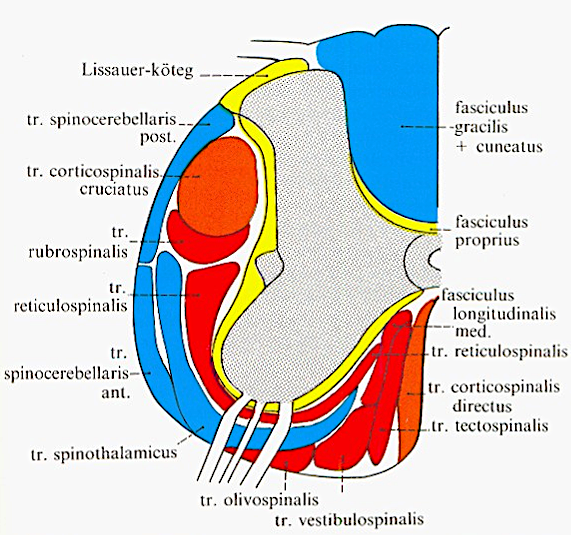 Lissauer-köteg
tr. spinocerebellaris
post.
tr. corticospinalis
cruciatus
tr.
rubrospinalis
tr.
reticulospinalis
tr.
spinocerebellaris
ant.
tr. spinothalamicus
fasciculus
gracilis
+ cuneatus
fasciculus
proprius
fasciculus
longitudinalis
med.
tr. reticulospinalis
tr. corticospinalis
directus
tr. tectospinalis
tr. olivospinalis
tr. vestibulospinalis